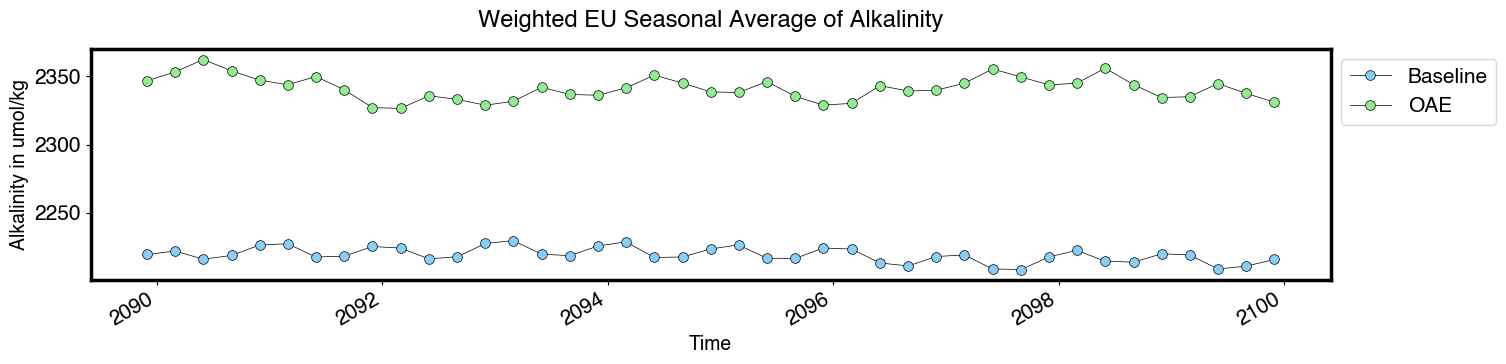 Weighted EU Seasonal Average of Alkalinity
Alkalinity in umol/kg
2350
2300
2250
Baseline
OAE
2090
2092
2094
2096
2098
2100
Time